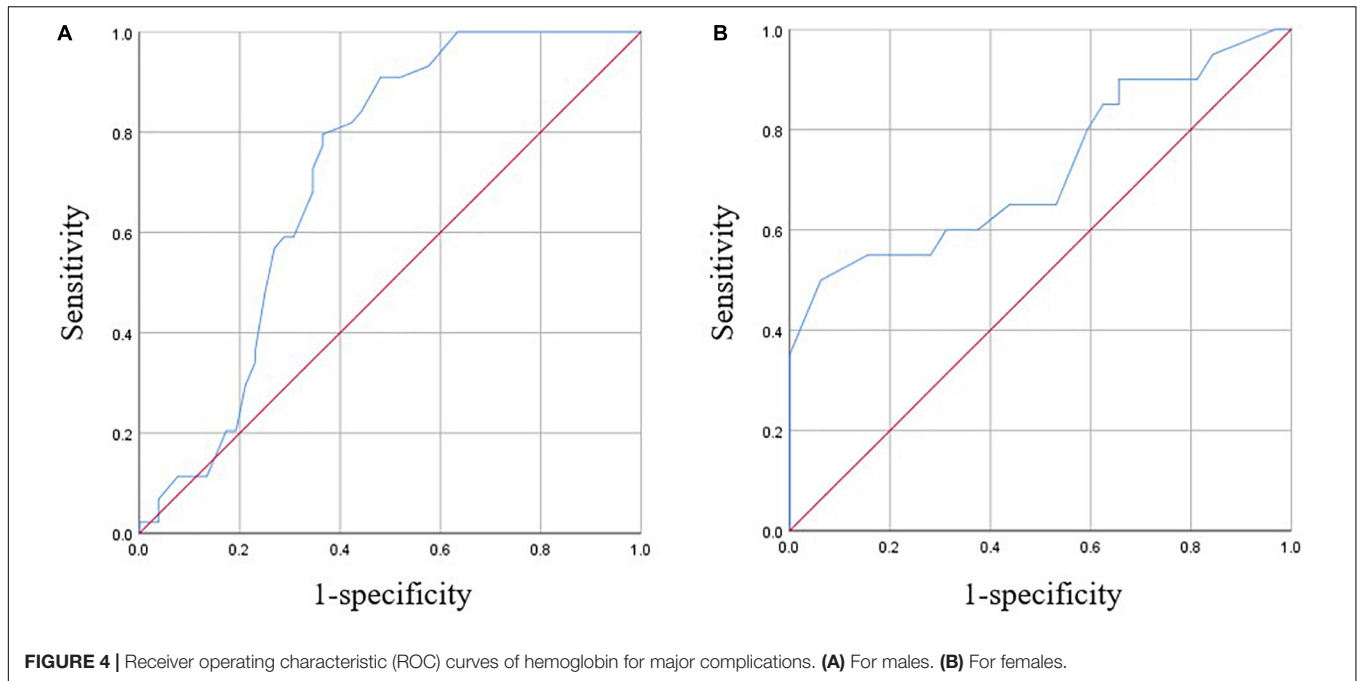 A
1.0
0.8
0.6
0.4
0.2
0.0
Sensitivity
0.0 0.2 0.4 0.6 0.8 1.0
1-specificity
B
1.0
0.8
0.6
0.4
0.2
0.0
Sensitivity
0.0 0.2 0.4 0.6 0.8 1.0
1-specificity
FIGURE 4 | Receiver operating characteristic (ROC) curves of hemoglobin for major complications. (A) For males. (B) For females.